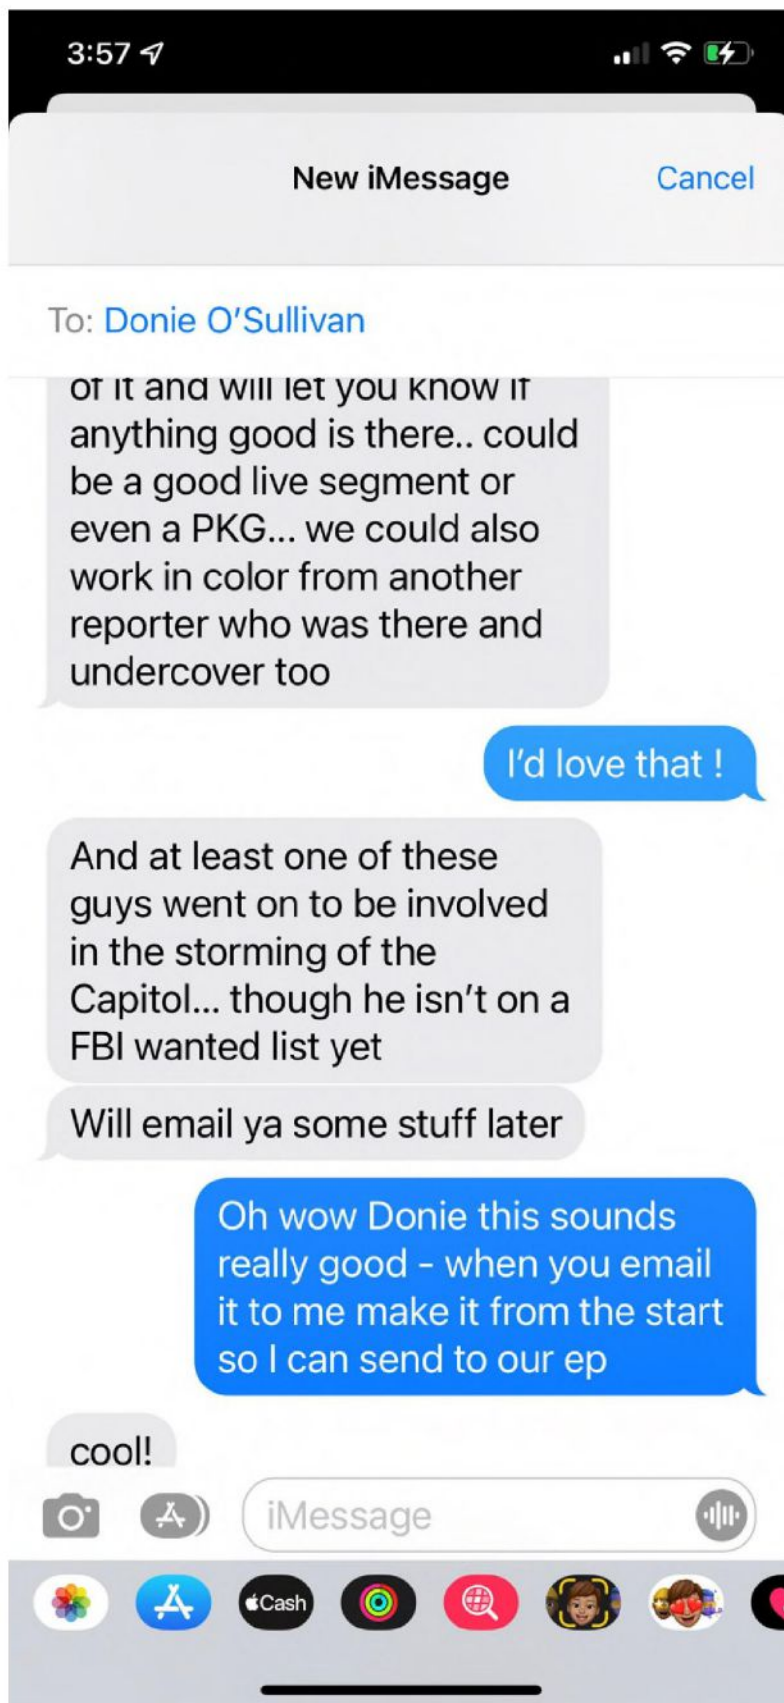 3:57
New iMessage
Cancel
To: Donie O'Sullivan
of it and will let you know if
anything good is there.. could
be a good live segment or
even a PKG... we could also
work in color from another
reporter who was there and
undercover too
I'd love that !
And at least one of these
guys went on to be involved
in the storming of the
Capitol... though he isn't on a
FBI wanted list yet
Will email ya some stuff later
Oh wow Donie this sounds
really good - when you email
it to me make it from the start
so I can send to our ep
cool!
iMessage
Cash